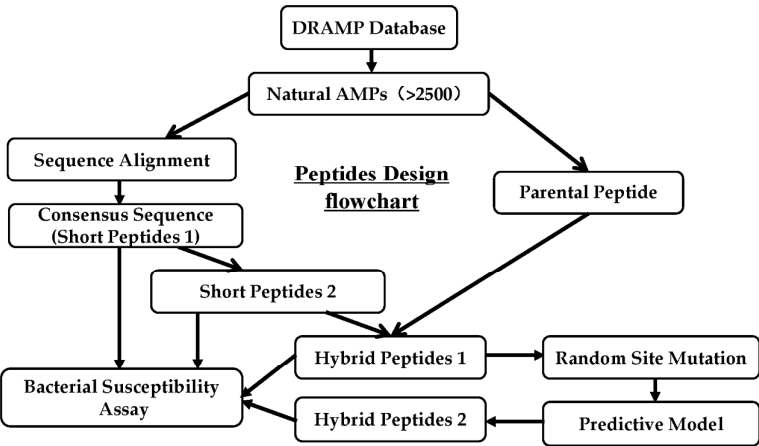 DRAMP Database
Natural AMPs（>2500）
Sequence Alignment
Peptides Design
flowchart
Parental Peptide
Consensus Sequence
(Short Peptides 1)
Short Peptides 2
Hybrid Peptides 1
Random Site Mutation
Bacterial Susceptibility
Assay
Hybrid Peptides 2
Predictive Model